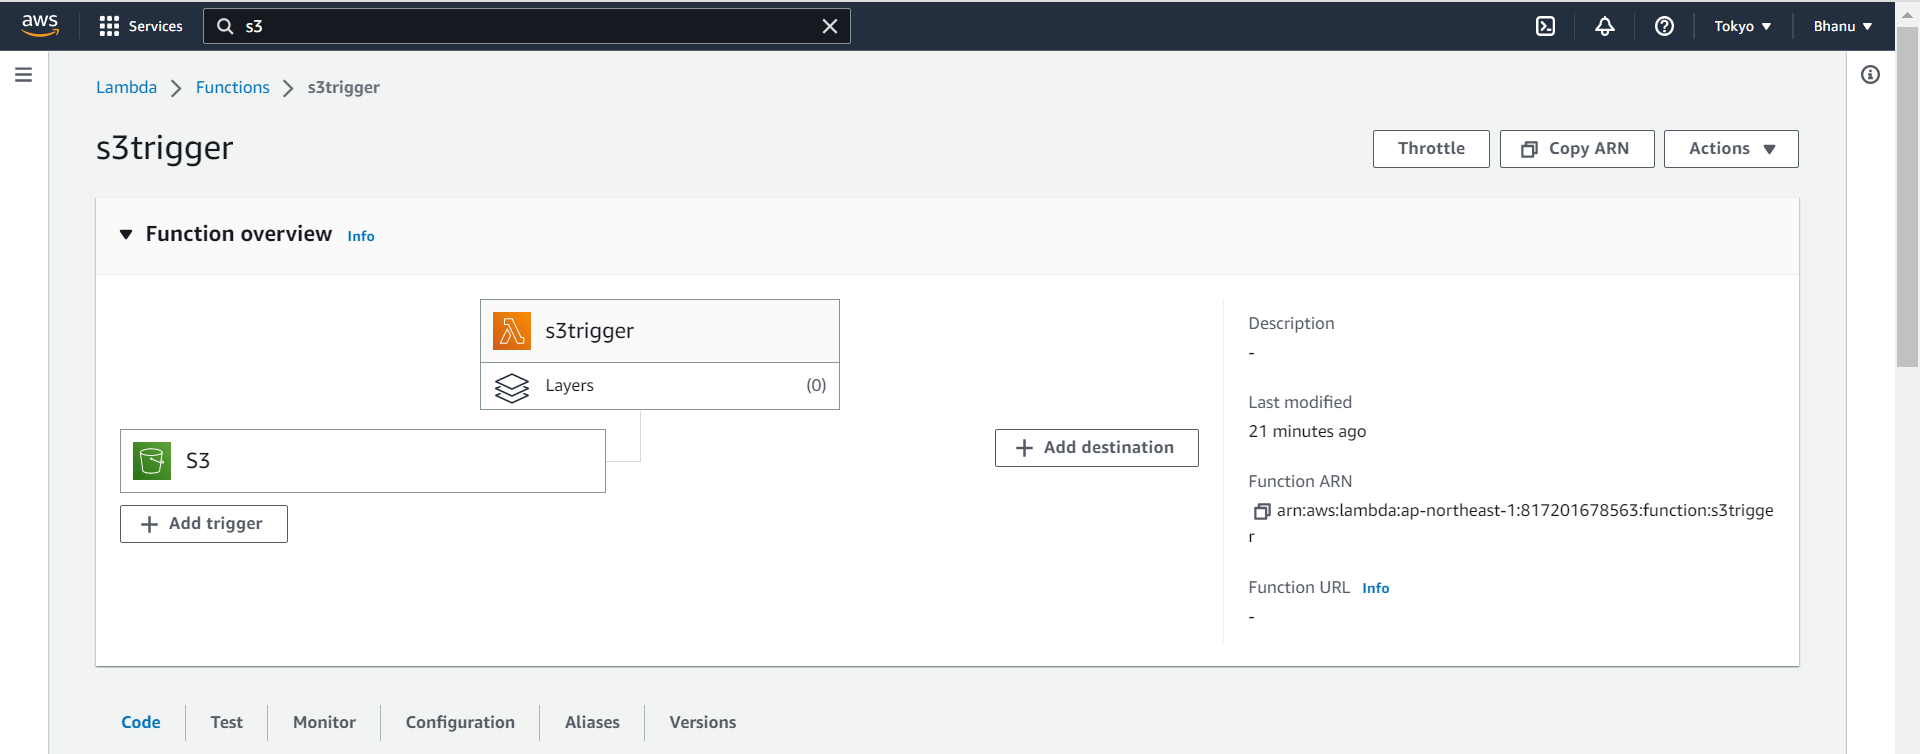 aws Services s3 Tokyo Bhanu
Lambda Functions s3trigger
s3trigger
Throttle Copy ARN Actions
Function overview Info
s3trigger
Layers (0)
S3
Add trigger
Add destination
Description
-
Last modified
21 minutes ago
Function ARN
arn:aws:lambda:ap-northeast-1:817201678563:function:s3trigge
r
Function URL Info
-
Code Test Monitor Configuration Aliases Versions